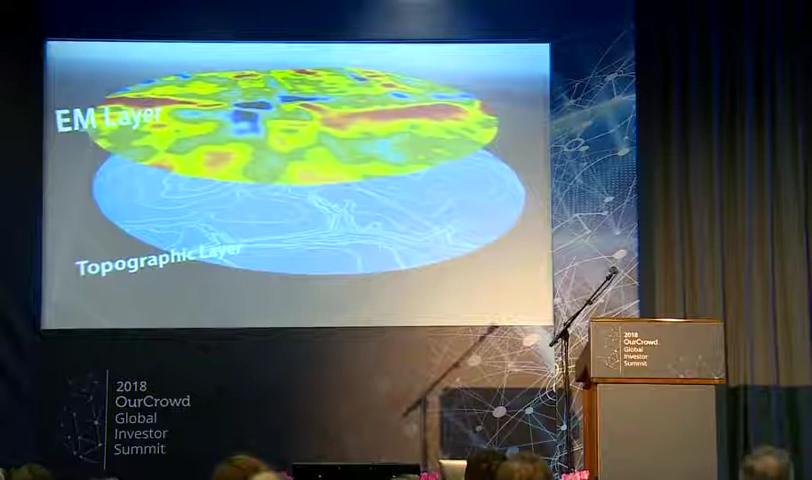 EM Layer
Topographic Layer
2018
OurCrowd
Global
Investor
Summit
2018
OurCrowd
Global
Investor
Summit